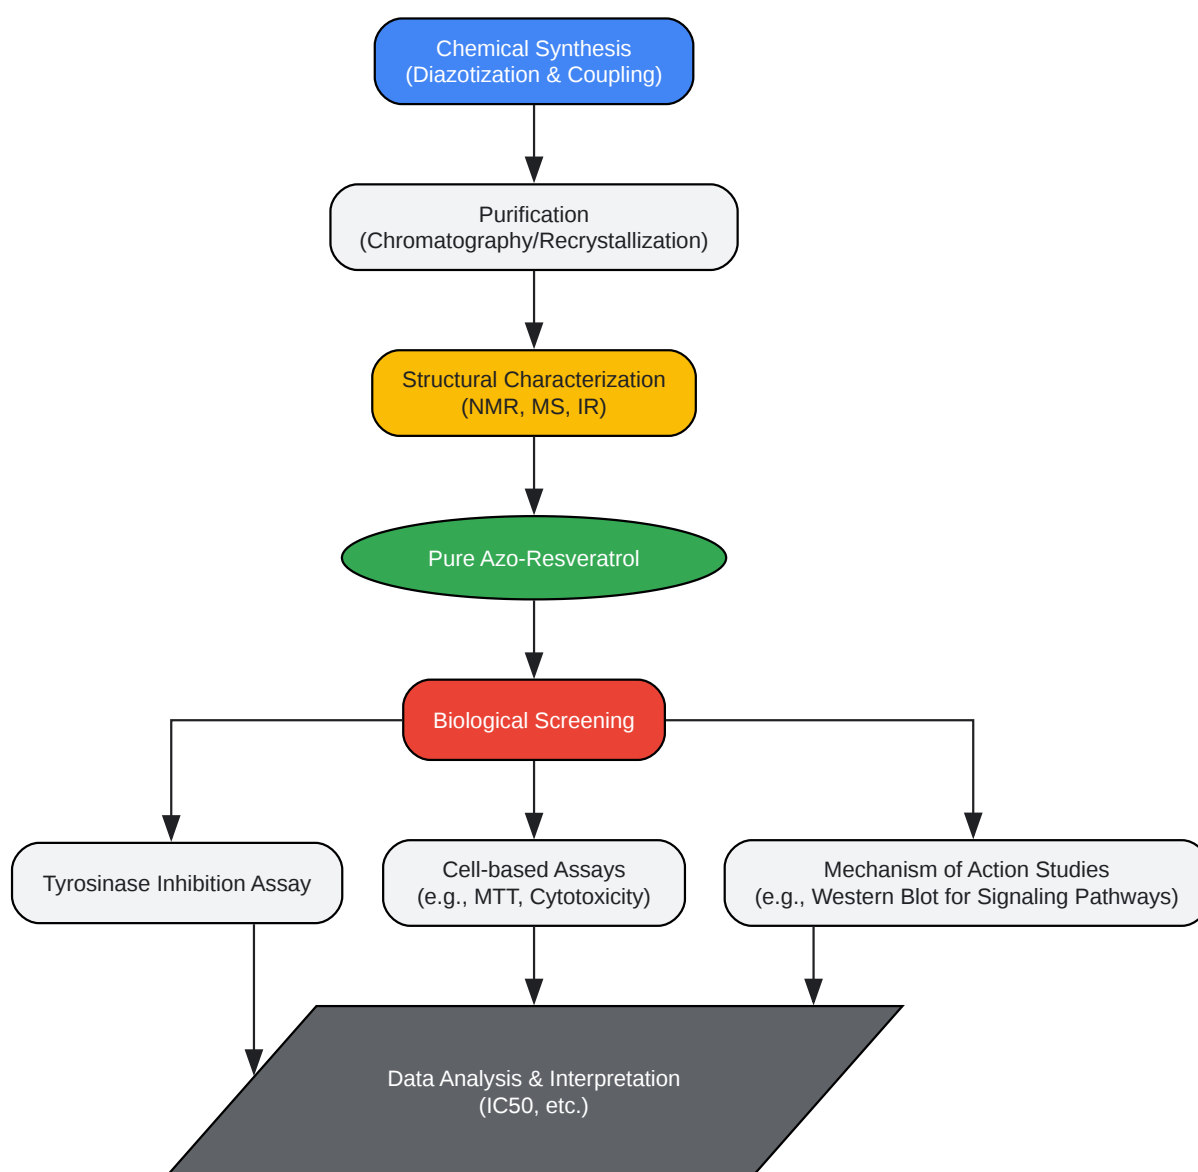 Chemical Synthesis
(Diazotization & Coupling)
Purification
(Chromatography/Recrystallization)
Structural Characterization
(NMR, MS, IR)
Pure Azo-Resveratrol
Biological Screening
Tyrosinase Inhibition Assay
Cell-based Assays
(e.g., MTT, Cytotoxicity)
Mechanism of Action Studies
(e.g., Western Blot for Signaling Pathways)
Data Analysis & Interpretation
(IC50, etc.)